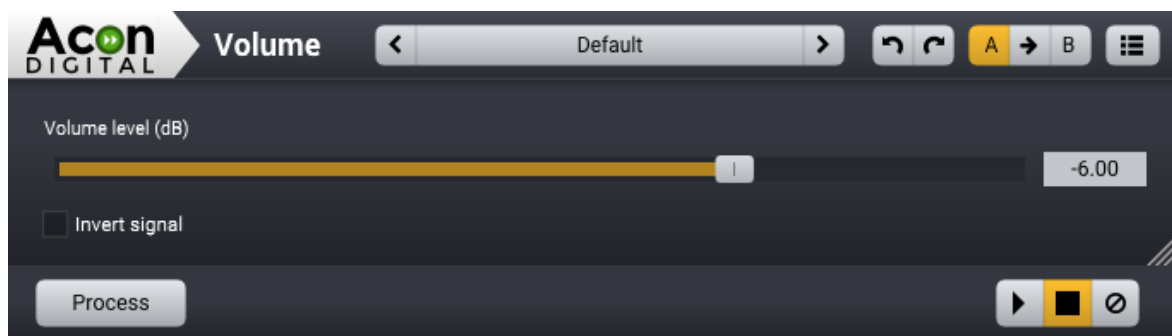 Acon
DIGITAL
Volume
Default
A
B
Volume level (dB)
-6.00
Invert signal
Process